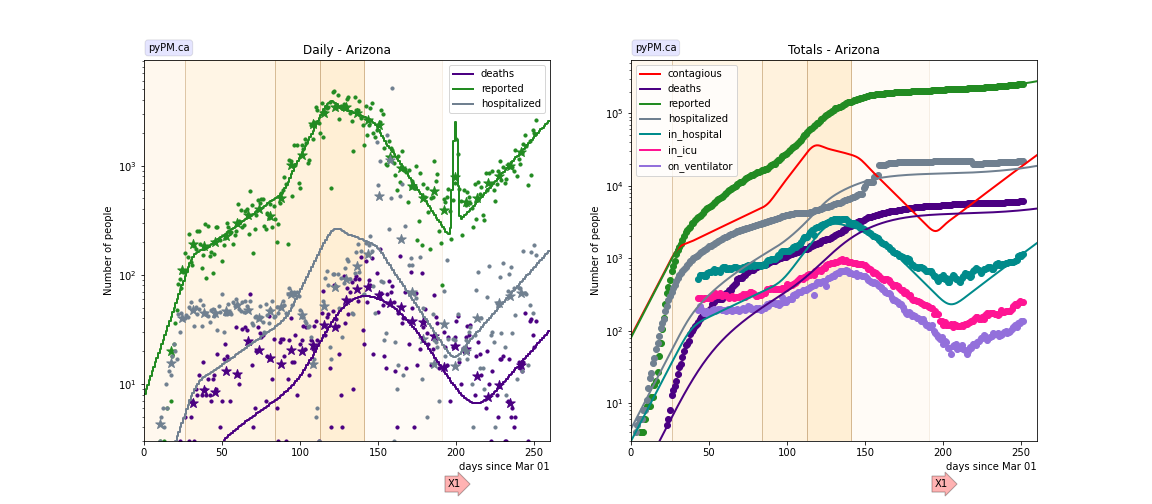 pyPM.ca
Daily - Arizona
deaths
reported
hospitalized
Number of people
10³
10²
10¹
0 50 100 150 200 250
days since Mar 01
X1
pyPM.ca
Totals - Arizona
contagious
deaths
reported
hospitalized
in_hospital
in_icu
on_ventilator
Number of people
10⁵
10⁴
10³
10²
10¹
0 50 100 150 200 250
days since Mar 01
X1